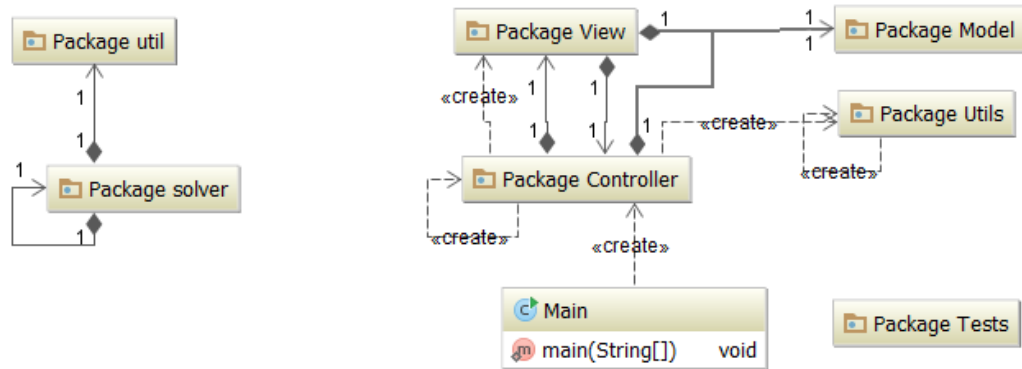 Package util
1
1
Package solver
1
1
Package View
1
1
1
Package Model
«create»
1
1
1
1
1
«create»
Package Utils
«create»
Package Controller
«create»
«create»
C Main
m main(String[]) void
Package Tests